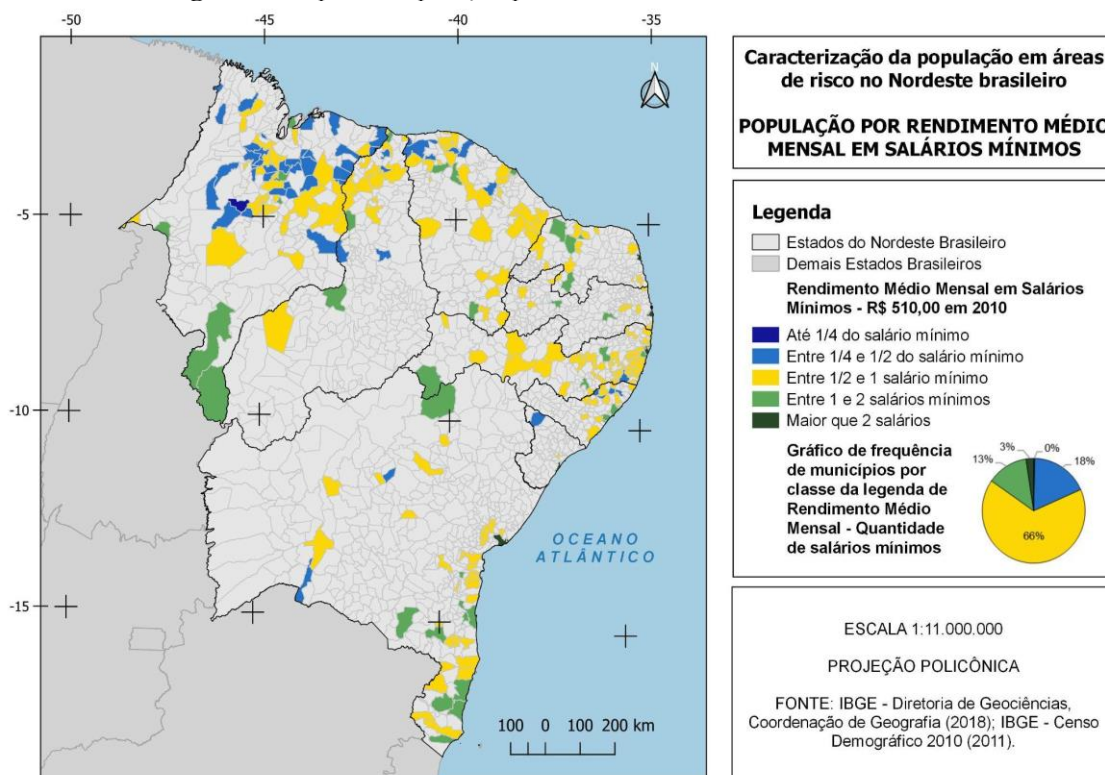 -50
-45
-40
-35
N
-5
-5
-10
-10
-15
-15
OCEANO
ATLÂNTICO
100 0 100 200 km
Caracterização da população em áreas
de risco no Nordeste brasileiro
POPULAÇÃO POR RENDIMENTO MÉDIO
MENSAL EM SALÁRIOS MÍNIMOS
Legenda
Estados do Nordeste Brasileiro
Demais Estados Brasileiros
Rendimento Médio Mensal em Salários
Mínimos - R$ 510,00 em 2010
Até 1/4 do salário mínimo
Entre 1/4 e 1/2 do salário mínimo
Entre 1/2 e 1 salário mínimo
Entre 1 e 2 salários mínimos
Maior que 2 salários
Gráfico de frequência
de municípios por
classe da legenda de
Rendimento Médio
Mensal - Quantidade
de salários mínimos
3%
0%
13%
18%
66%
ESCALA 1:11.000.000
PROJEÇÃO POLICÔNICA
FONTE: IBGE - Diretoria de Geociências,
Coordenação de Geografia (2018); IBGE - Censo
Demográfico 2010 (2011).